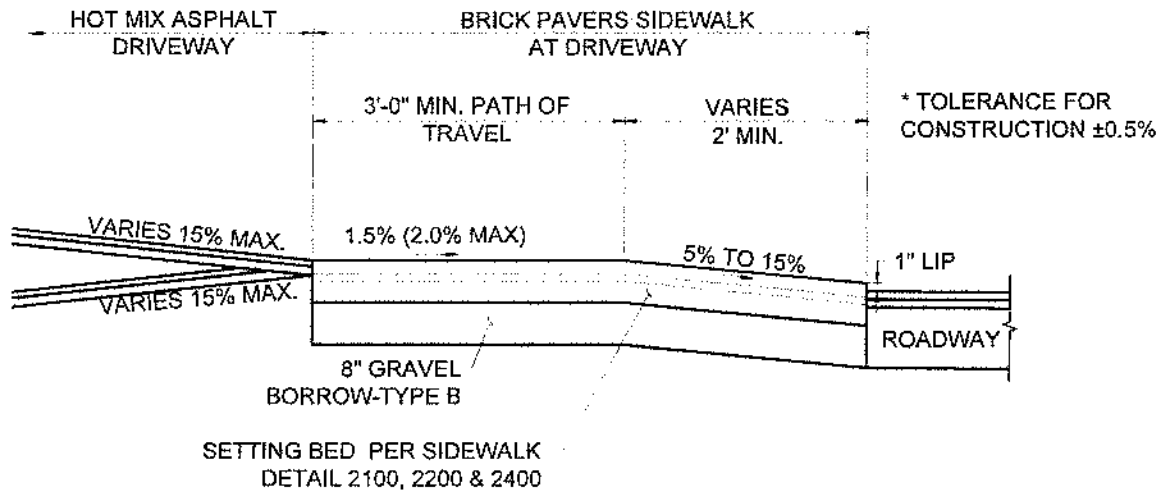 HOT MIX ASPHALT
DRIVEWAY
BRICK PAVERS SIDEWALK
AT DRIVEWAY
3'-0" MIN. PATH OF
TRAVEL
VARIES
2' MIN.
* TOLERANCE FOR
CONSTRUCTION ±0.5%
VARIES 15% MAX.
1.5% (2.0% MAX)
5% TO 15%
1" LIP
VARIES 15% MAX.
ROADWAY
8" GRAVEL
BORROW-TYPE B
SETTING BED PER SIDEWALK
DETAIL 2100, 2200 & 2400